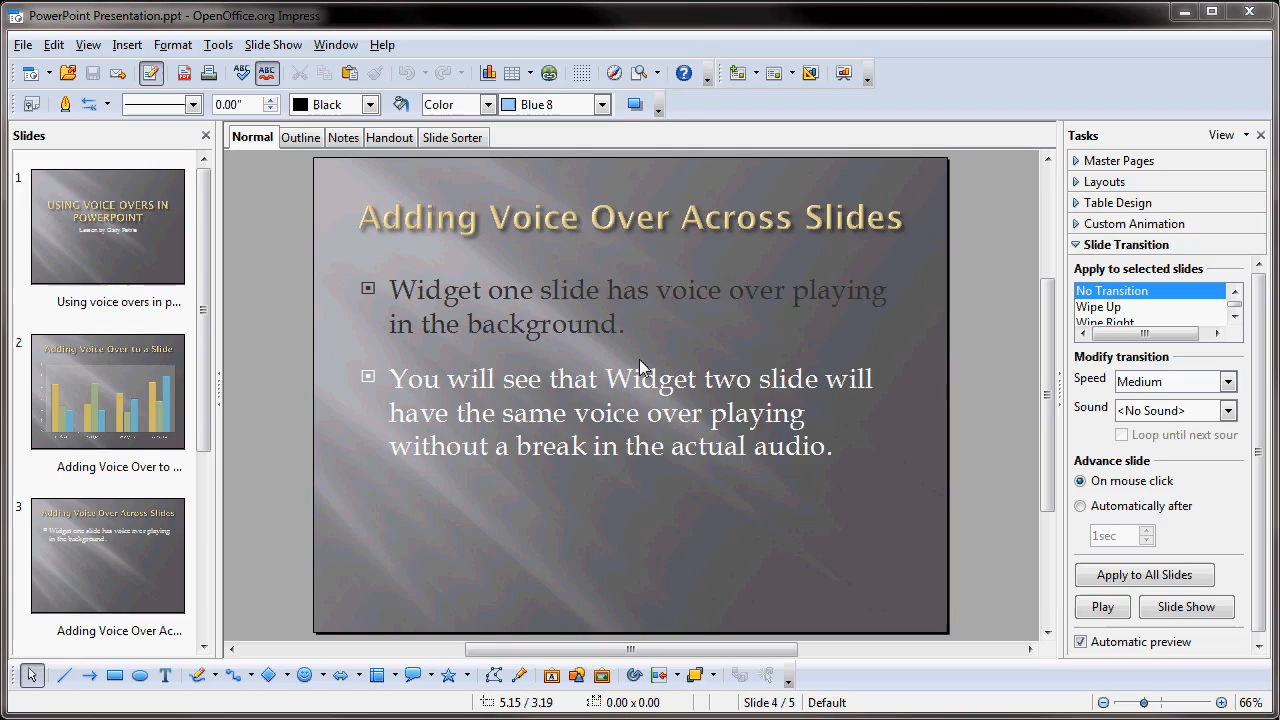 PowerPoint Presentation.ppt - OpenOffice.org Impress
File Edit View Insert Format Tools Slide Show Window Help
0.00" Black Color Blue 8
Slides
Normal Outline Notes Handout Slide Sorter
Tasks View
1
USING VOICE OVERS IN
POWERPOINT
Lesson by Gary Petrie
Using voice overs in p...
2
Adding Voice Over to a Slide
Adding Voice Over to ...
3
Adding Voice Over Across Slides
Widget one slide has voice over playing
in the background.
Adding Voice Over Ac...
Adding Voice Over Across Slides
Widget one slide has voice over playing
in the background.
You will see that Widget two slide will
have the same voice over playing
without a break in the actual audio.
Master Pages
Layouts
Table Design
Custom Animation
Slide Transition
Apply to selected slides
No Transition
Wipe Up
Wipe Right
Modify transition
Speed Medium
Sound <No Sound>
Loop until next sour
Advance slide
On mouse click
Automatically after
1sec
Apply to All Slides
Play Slide Show
Automatic preview
5.15 / 3.19 0.00 x 0.00 Slide 4 / 5 Default 66%